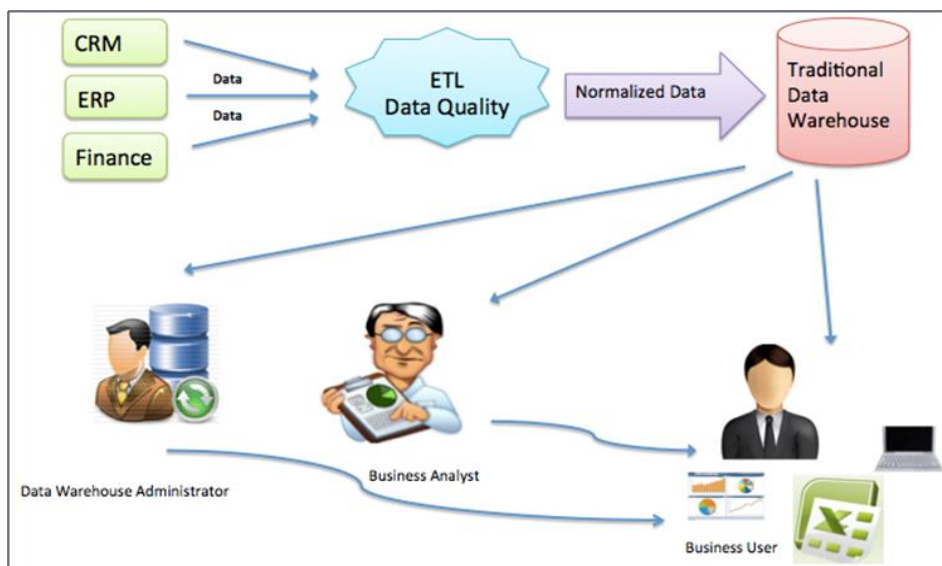 CRM
ERP
Finance
Data
Data
ETL
Data Quality
Normalized Data
Traditional
Data
Warehouse
Data Warehouse Administrator
Business Analyst
Business User